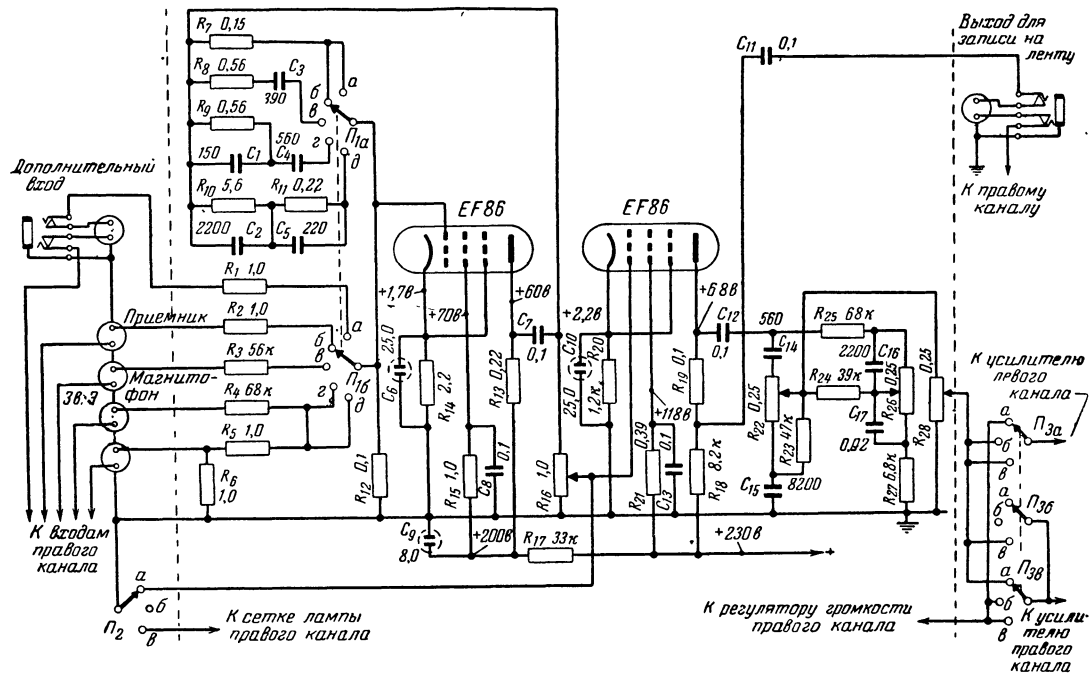 R7 0,15
R8 0,56
C3
390
R9 0,56
560
150 C1 C4
R10 5,6 R11 0,22
2200 C2 C5 220
а
б
в
г
д
П1а
Дополнительный
вход
R1 1,0
Приемник
R2 1,0
R3 56к
Магнито-
фон
R4 68к
R5 1,0
R6
1,0
а
б
в
г
д
П1б
К входам
правого
канала
П2
а
б
в
К сетке лампы
правого канала
EF86
+1,7в
+70в
+60в
25,0
C6
2,2
R14
0,22
R13
C7
0,1
0,1
R12
1,0
R15
0,1
C8
C9
8,0
+200в
R17 33к
1,0
R16
EF86
+2,2в
C10
25,0
R20
1,2к
+118в
+68в
0,39
R21
0,1
C13
0,1
R19
8,2к
R18
+230в
+
C11 0,1
C12
0,1
560
C14
0,25
R22
47к
R23
C15 8200
R25 68к
2200 C16
R24 39к
0,25
R26
C17
0,02
6,8к
R27
0,25
R28
Выход для
записи на
ленту
К правому
каналу
К усилителю
левого
канала
а
б
в
П3а
а
б
в
П3б
а
б
в
П3в
К регулятору громкости
правого канала
К усили-
телю
правого
канала